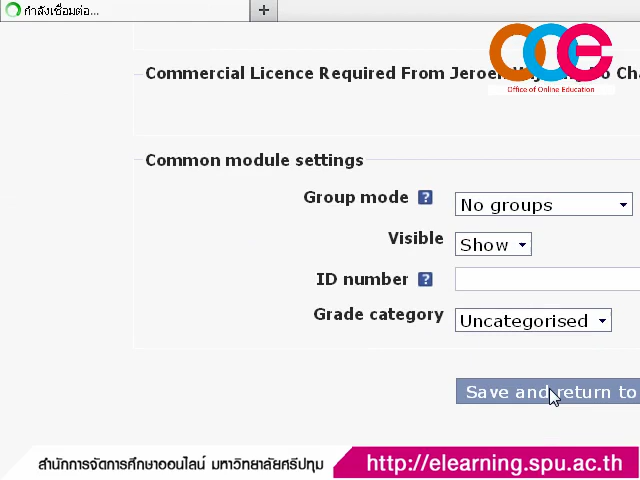 กำลังเชื่อมต่อ...
Commercial Licence Required From
Office of Online Education
Common module settings
Group mode ? No groups
Visible Show
ID number ?
Grade category Uncategorised
Save and return to
สำนักการจัดการศึกษาออนไลน์ มหาวิทยาลัยศรีปทุม http://elearning.spu.ac.th